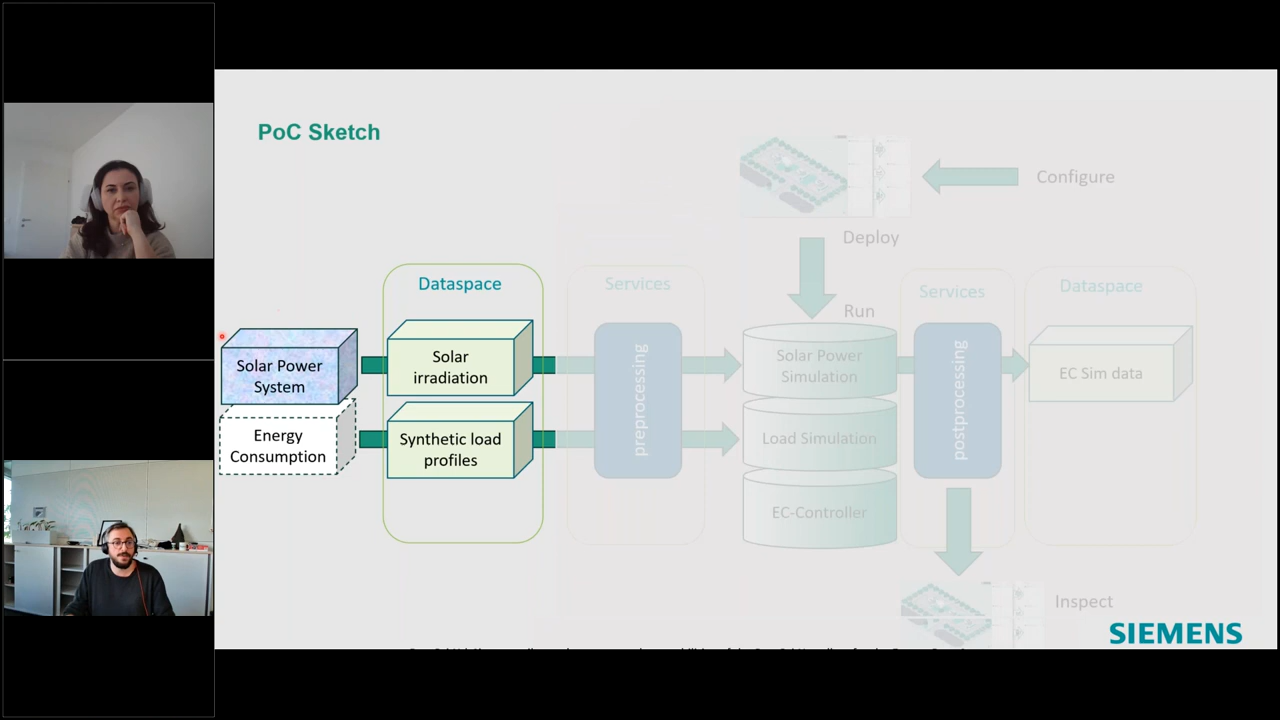 PoC Sketch
Configure
Deploy
Dataspace
Services
Run
Services
Dataspace
Solar Power
System
Solar
irradiation
preprocessing
Solar Power
Simulation
postprocessing
EC Sim data
Energy
Consumption
Synthetic load
profiles
Load Simulation
EC-Controller
Inspect
SIEMENS